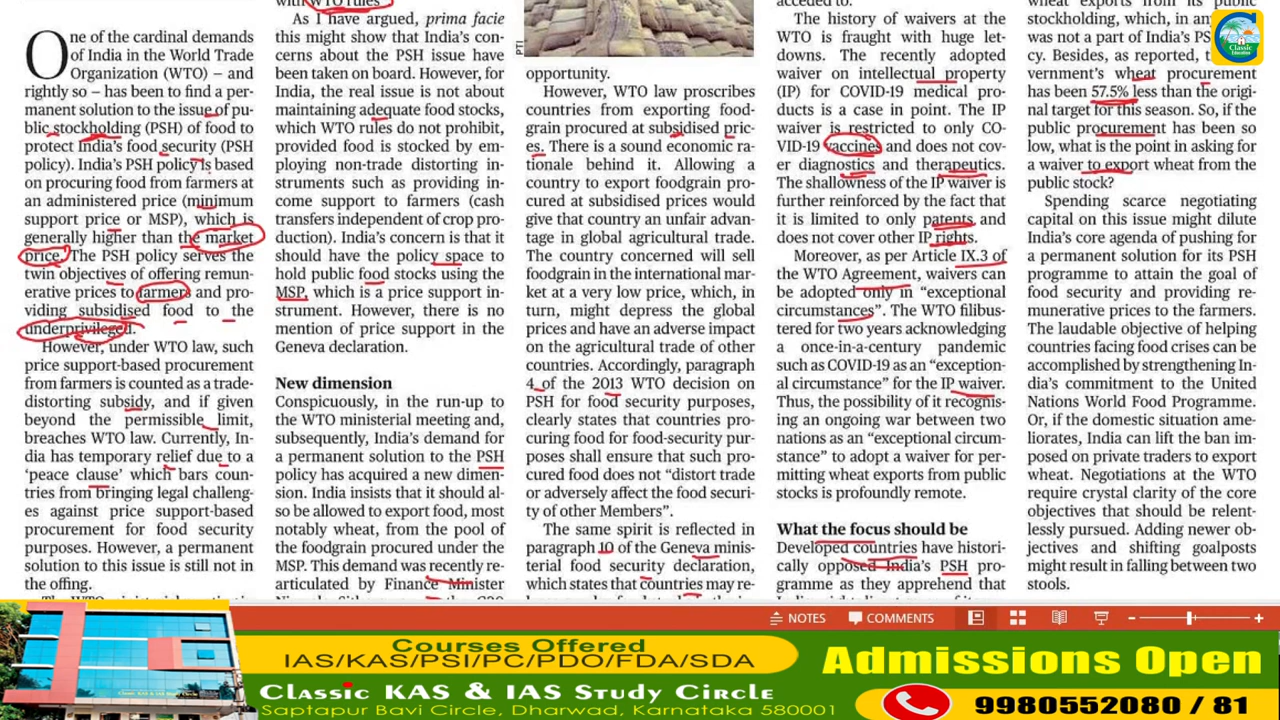 One of the cardinal demands
of India in the World Trade
Organization (WTO) — and
rightly so — has been to find a per-
manent solution to the issue of pu-
blic stockholding (PSH) of food to
protect India's food security (PSH
policy). India's PSH policy is based
on procuring food from farmers at
an administered price (minimum
support price or MSP), which is
generally higher than the market
price. The PSH policy serves the
twin objectives of offering remun-
erative prices to farmers and pro-
viding subsidised food to the
underprivileged.
However, under WTO law, such
price support-based procurement
from farmers is counted as a trade-
distorting subsidy, and if given
beyond the permissible limit,
breaches WTO law. Currently, In-
dia has temporary relief due to a
'peace clause' which bars coun-
tries from bringing legal challeng-
es against price support-based
procurement for food security
purposes. However, a permanent
solution to this issue is still not in
the offing.
with WTO rules"
As I have argued, prima facie
this might show that India's con-
cerns about the PSH issue have
been taken on board. However, for
India, the real issue is not about
maintaining adequate food stocks,
which WTO rules do not prohibit,
provided food is stocked by em-
ploying non-trade distorting in-
struments such as providing in-
come support to farmers (cash
transfers independent of crop pro-
duction). India's concern is that it
should have the policy space to
hold public food stocks using the
MSP, which is a price support in-
strument. However, there is no
mention of price support in the
Geneva declaration.
New dimension
Conspicuously, in the run-up to
the WTO ministerial meeting and,
subsequently, India's demand for
a permanent solution to the PSH
policy has acquired a new dimen-
sion. India insists that it should al-
so be allowed to export food, most
notably wheat, from the pool of
the foodgrain procured under the
MSP. This demand was recently re-
articulated by Finance Minister
PTI
opportunity.
However, WTO law proscribes
countries from exporting food-
grain procured at subsidised pric-
es. There is a sound economic ra-
tionale behind it. Allowing a
country to export foodgrain pro-
cured at subsidised prices would
give that country an unfair advan-
tage in global agricultural trade.
The country concerned will sell
foodgrain in the international mar-
ket at a very low price, which, in
turn, might depress the global
prices and have an adverse impact
on the agricultural trade of other
countries. Accordingly, paragraph
4 of the 2013 WTO decision on
PSH for food security purposes,
clearly states that countries pro-
curing food for food-security pur-
poses shall ensure that such pro-
cured food does not "distort trade
or adversely affect the food securi-
ty of other Members".
The same spirit is reflected in
paragraph 10 of the Geneva minis-
terial food security declaration,
which states that countries may re-
acceded to.
The history of waivers at the
WTO is fraught with huge let-
downs. The recently adopted
waiver on intellectual property
(IP) for COVID-19 medical pro-
ducts is a case in point. The IP
waiver is restricted to only CO-
VID-19 vaccines and does not cov-
er diagnostics and therapeutics.
The shallowness of the IP waiver is
further reinforced by the fact that
it is limited to only patents and
does not cover other IP rights.
Moreover, as per Article IX.3 of
the WTO Agreement, waivers can
be adopted only in "exceptional
circumstances". The WTO filibus-
tered for two years acknowledging
a once-in-a-century pandemic
such as COVID-19 as an "exception-
al circumstance" for the IP waiver.
Thus, the possibility of it recognis-
ing an ongoing war between two
nations as an "exceptional circum-
stance" to adopt a waiver for per-
mitting wheat exports from public
stocks is profoundly remote.
What the focus should be
Developed countries have histori-
cally opposed India's PSH pro-
gramme as they apprehend that
wheat exports from its public
stockholding, which, in an
was not a part of India's PS
cy. Besides, as reported,
vernment's wheat procurement
has been 57.5% less than the origi-
nal target for this season. So, if the
public procurement has been so
low, what is the point in asking for
a waiver to export wheat from the
public stock?
Spending scarce negotiating
capital on this issue might dilute
India's core agenda of pushing for
a permanent solution for its PSH
programme to attain the goal of
food security and providing re-
munerative prices to the farmers.
The laudable objective of helping
countries facing food crises can be
accomplished by strengthening In-
dia's commitment to the United
Nations World Food Programme.
Or, if the domestic situation ame-
liorates, India can lift the ban im-
posed on private traders to export
wheat. Negotiations at the WTO
require crystal clarity of the core
objectives that should be relent-
lessly pursued. Adding newer ob-
jectives and shifting goalposts
might result in falling between two
stools.
Classic
Education
NOTES
COMMENTS
Courses Offered
IAS/KAS/PSI/PC/PDO/FDA/SDA
Classic KAS & IAS Study Circle
Saptapur Bavi Circle, Dharwad, Karnataka 580001
Admissions Open
9980552080 / 81